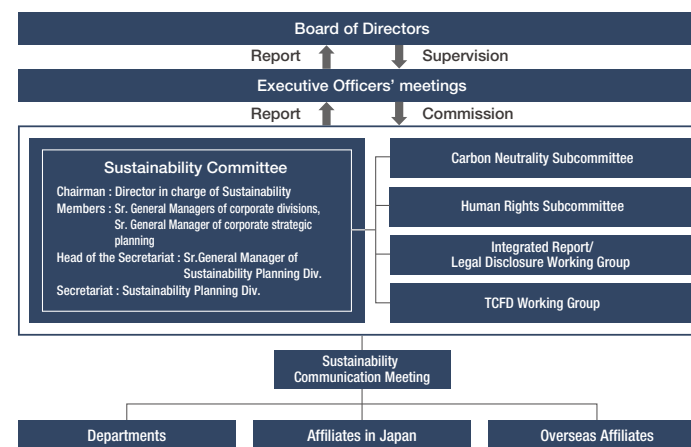 Board of Directors
Report
Supervision
Executive Officers' meetings
Report
Commission
Sustainability Committee
Chairman : Director in charge of Sustainability
Members : Sr. General Managers of corporate divisions,
Sr. General Manager of corporate strategic
planning
Head of the Secretariat : Sr.General Manager of
Sustainability Planning Div.
Secretariat : Sustainability Planning Div.
Carbon Neutrality Subcommittee
Human Rights Subcommittee
Integrated Report/
Legal Disclosure Working Group
TCFD Working Group
Sustainability
Communication Meeting
Departments
Affiliates in Japan
Overseas Affiliates